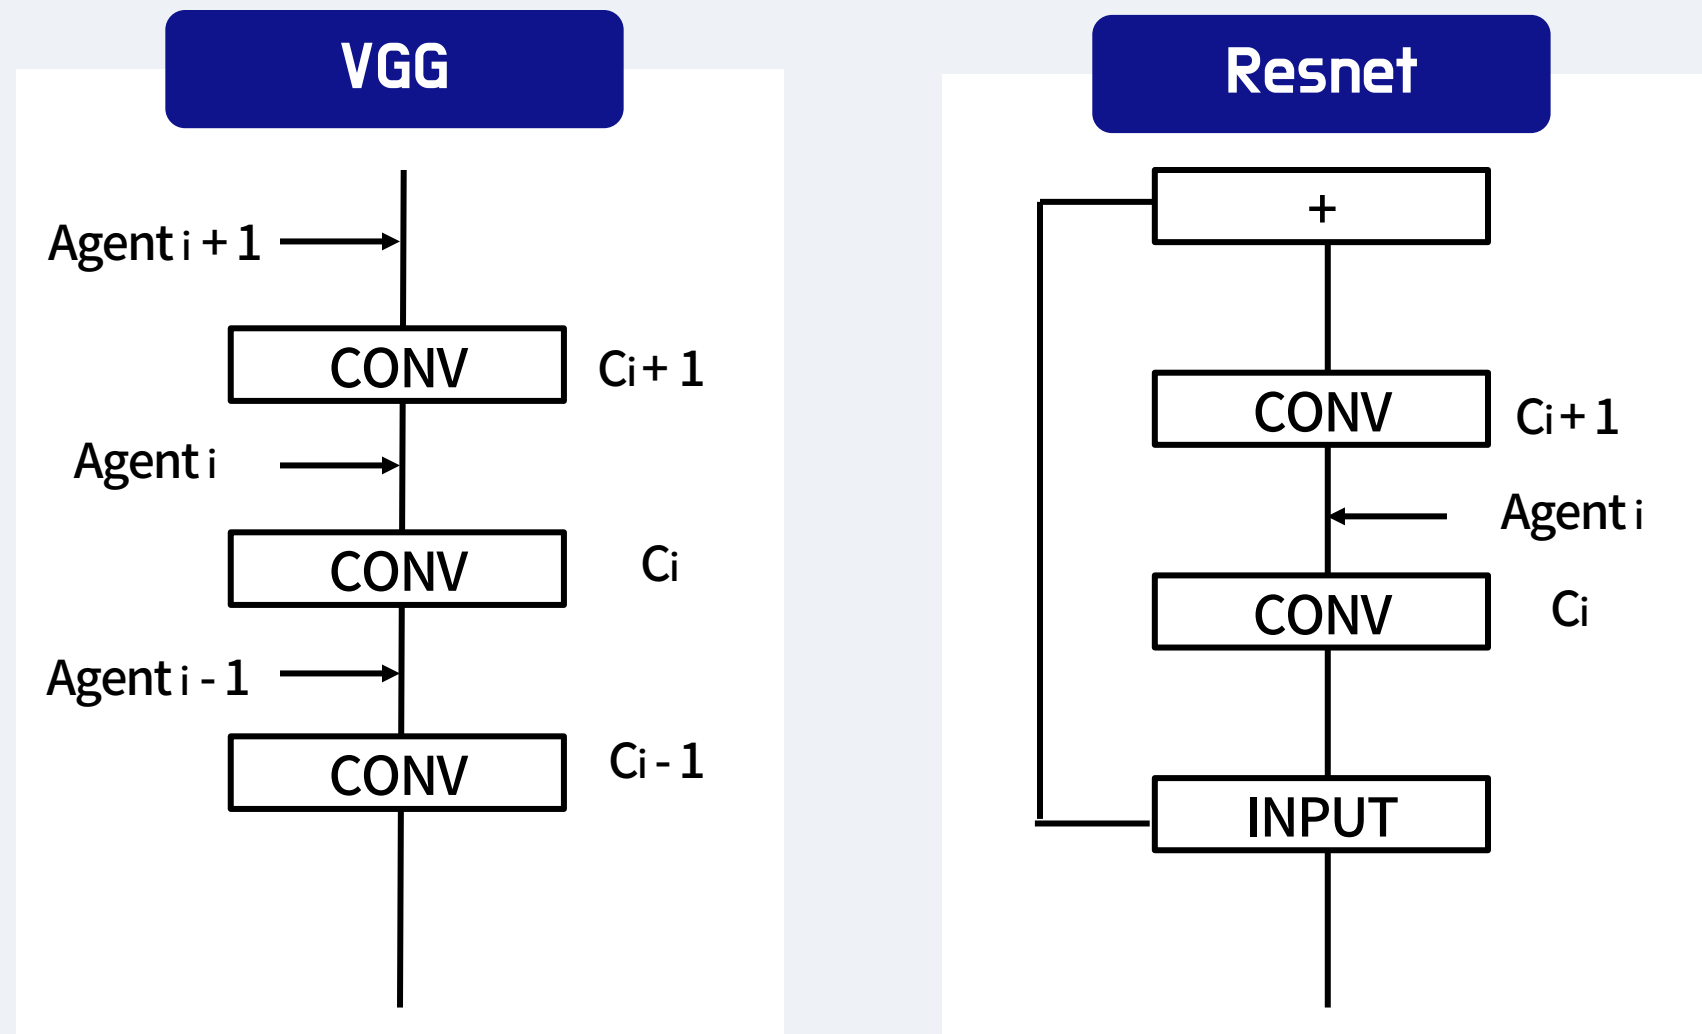 VGG
Agent i + 1
CONV
Ci + 1
Agent i
CONV
Ci
Agent i - 1
CONV
Ci - 1
Resnet
+
CONV
Ci + 1
Agent i
CONV
Ci
INPUT